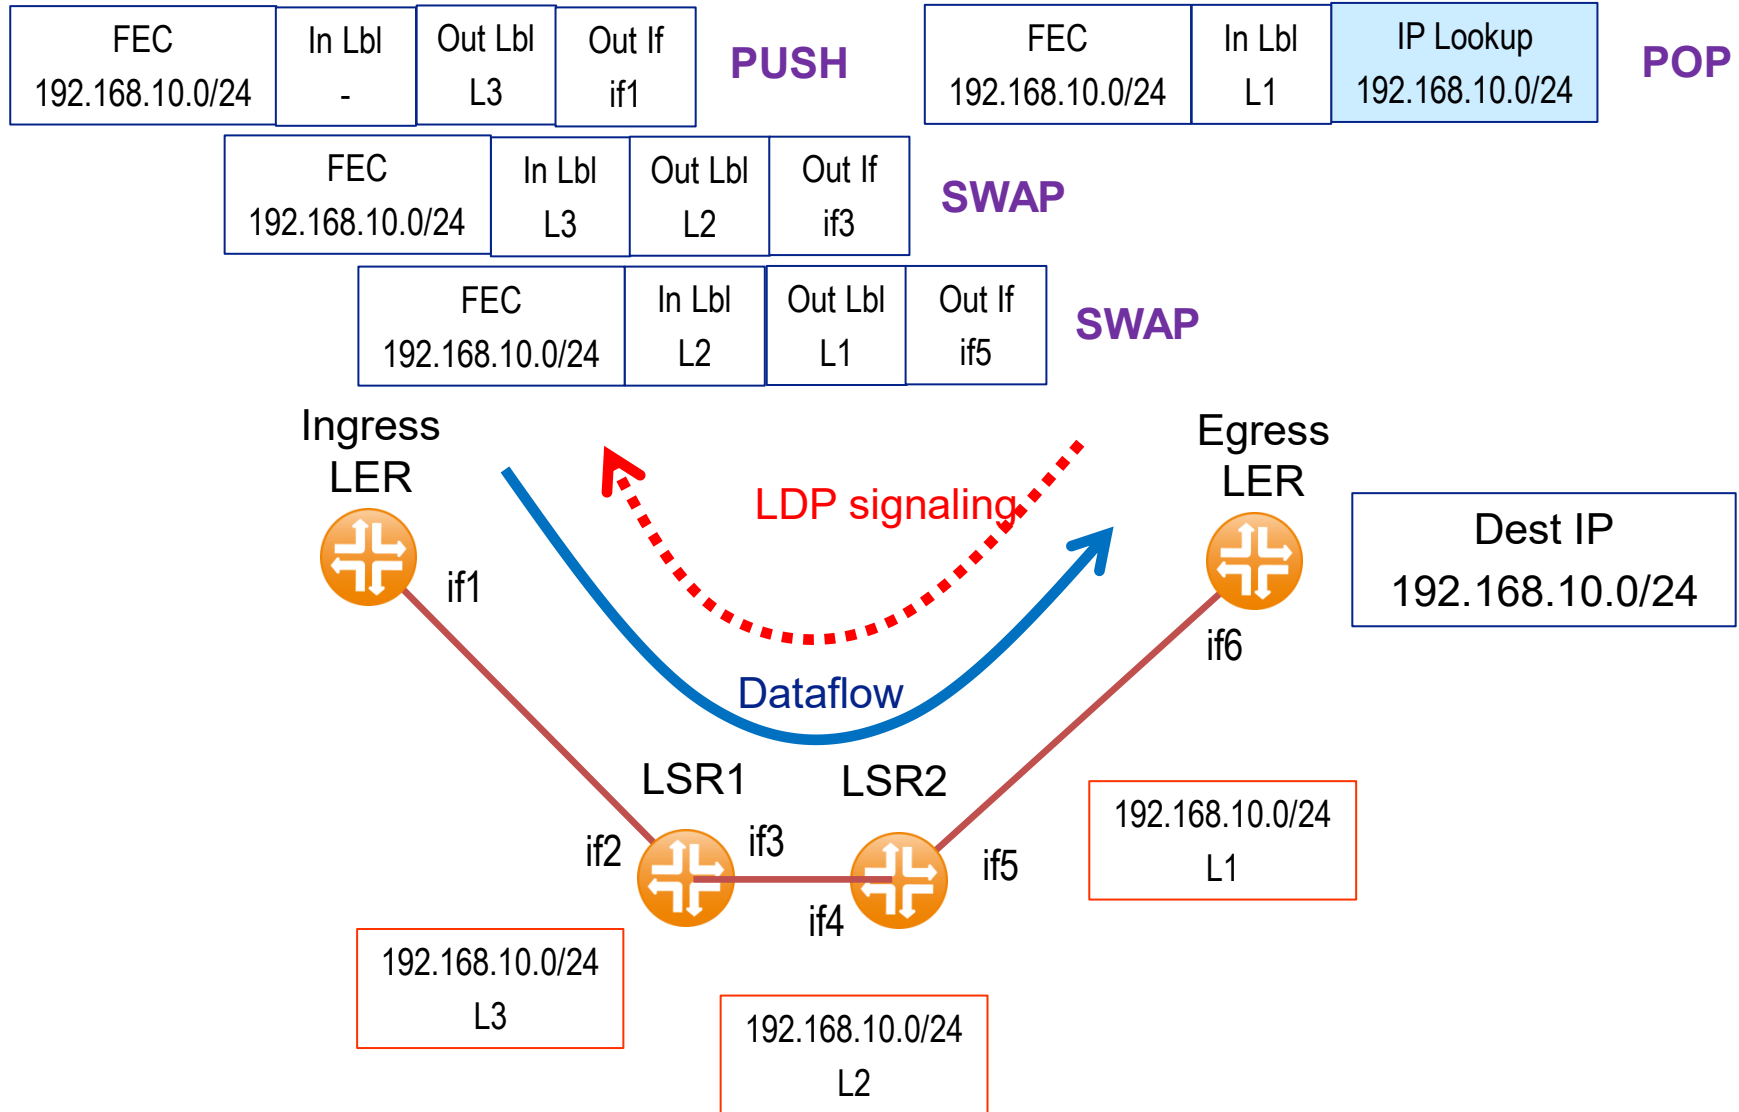 FEC
192.168.10.0/24
In Lbl
-
Out Lbl
L3
Out If
if1
PUSH
FEC
192.168.10.0/24
In Lbl
L1
IP Lookup
192.168.10.0/24
POP
FEC
192.168.10.0/24
In Lbl
L3
Out Lbl
L2
Out If
if3
SWAP
FEC
192.168.10.0/24
In Lbl
L2
Out Lbl
L1
Out If
if5
SWAP
Ingress
LER
Egress
LER
LDP signaling
Dest IP
192.168.10.0/24
if1
if6
Dataflow
LSR1
LSR2
if2
if3
if4
if5
192.168.10.0/24
L1
192.168.10.0/24
L3
192.168.10.0/24
L2